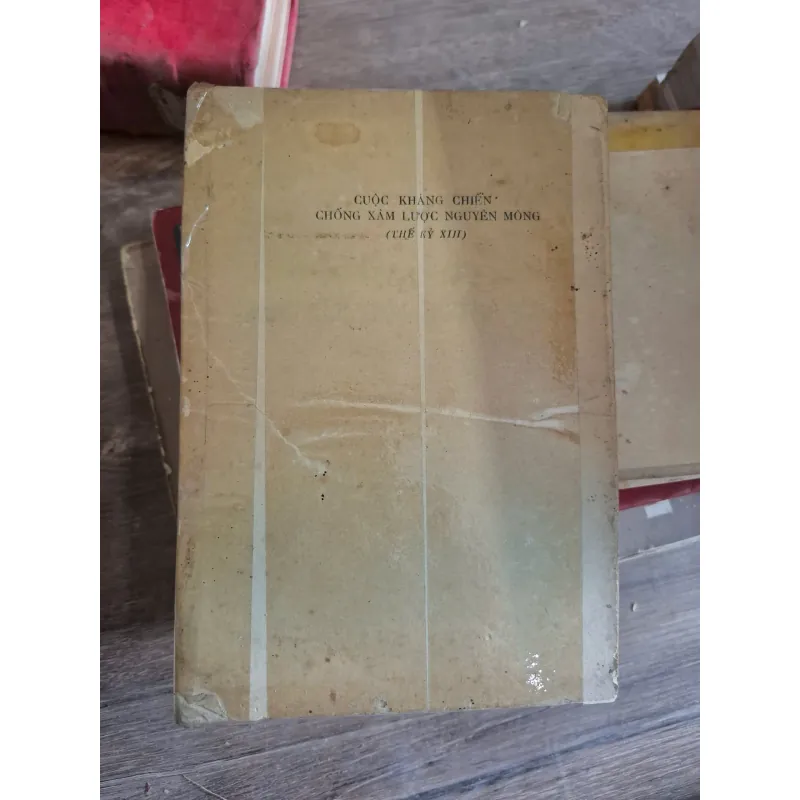 CUỘC KHÁNG CHIẾN
CHỐNG XÂM LƯỢC NGUYÊN MÔNG
(THẾ KỶ XIII)